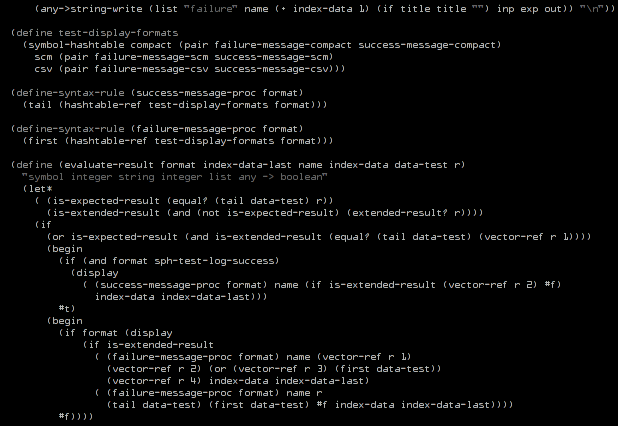 (any->string-write (list "failure" name (+ index-data 1) (if title title "") inp exp out)) "\n"))
(define test-display-formats
(symbol-hashtable compact (pair failure-message-compact success-message-compact)
scm (pair failure-message-scm success-message-scm)
csv (pair failure-message-csv success-message-csv)))
(define-syntax-rule (success-message-proc format)
(tail (hashtable-ref test-display-formats format)))
(define-syntax-rule (failure-message-proc format)
(first (hashtable-ref test-display-formats format)))
(define (evaluate-result format index-data-last name index-data data-test r)
"symbol integer string integer list any -> boolean"
(let*
( (is-expected-result (equal? (tail data-test) r))
(is-extended-result (and (not is-expected-result) (extended-result? r))))
(if
(or is-expected-result (and is-extended-result (equal? (tail data-test) (vector-ref r 1))))
(begin
(if (and format sph-test-log-success)
(display
( (success-message-proc format) name (if is-extended-result (vector-ref r 2) #f)
index-data index-data-last)))
#t)
(begin
(if format (display
(if is-extended-result
( (failure-message-proc format) name (vector-ref r 1)
(vector-ref r 2) (or (vector-ref r 3) (first data-test))
(vector-ref r 4) index-data index-data-last)
( (failure-message-proc format) name r
(tail data-test) (first data-test) #f index-data index-data-last))))
#f))))